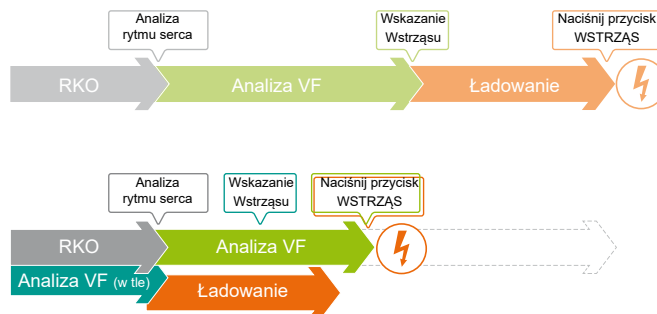 Analiza
rytmu serca
Wskazanie
Wstrząsu
Naciśnij przycisk
WSTRZĄS
RKO
Analiza VF
Ładowanie
Analiza
rytmu serca
Wskazanie
Wstrząsu
Naciśnij przycisk
WSTRZĄS
RKO
Analiza VF
Analiza VF (w tle)
Ładowanie